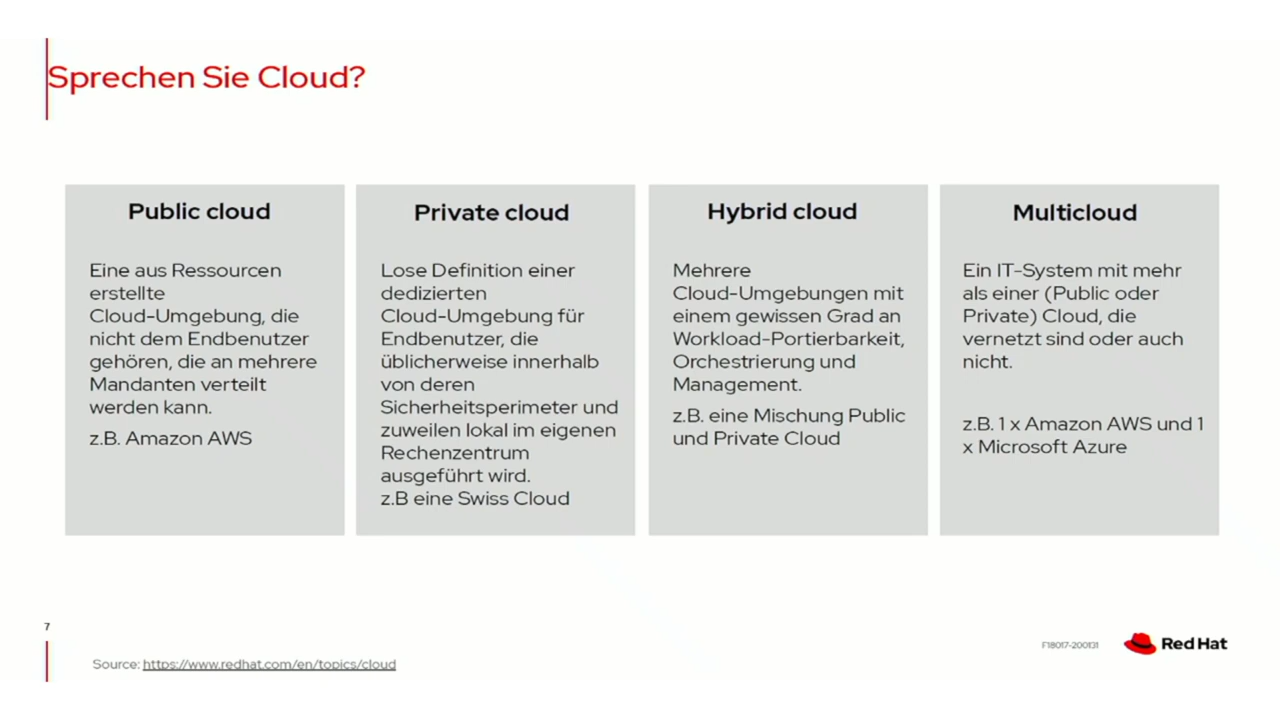 Sprechen Sie Cloud?
Public cloud
Eine aus Ressourcen
erstellte
Cloud-Umgebung, die
nicht dem Endbenutzer
gehören, die an mehrere
Mandanten verteilt
werden kann.
z.B. Amazon AWS
Private cloud
Lose Definition einer
dedizierten
Cloud-Umgebung für
Endbenutzer, die
üblicherweise innerhalb
von deren
Sicherheitsperimeter und
zuweilen lokal im eigenen
Rechenzentrum
ausgeführt wird.
z.B eine Swiss Cloud
Hybrid cloud
Mehrere
Cloud-Umgebungen mit
einem gewissen Grad an
Workload-Portierbarkeit,
Orchestrierung und
Management.
z.B. eine Mischung Public
und Private Cloud
Multicloud
Ein IT-System mit mehr
als einer (Public oder
Private) Cloud, die
vernetzt sind oder auch
nicht.
z.B. 1 x Amazon AWS und 1
x Microsoft Azure
7
Source: https://www.redhat.com/en/topics/cloud
F18017-200131
Red Hat